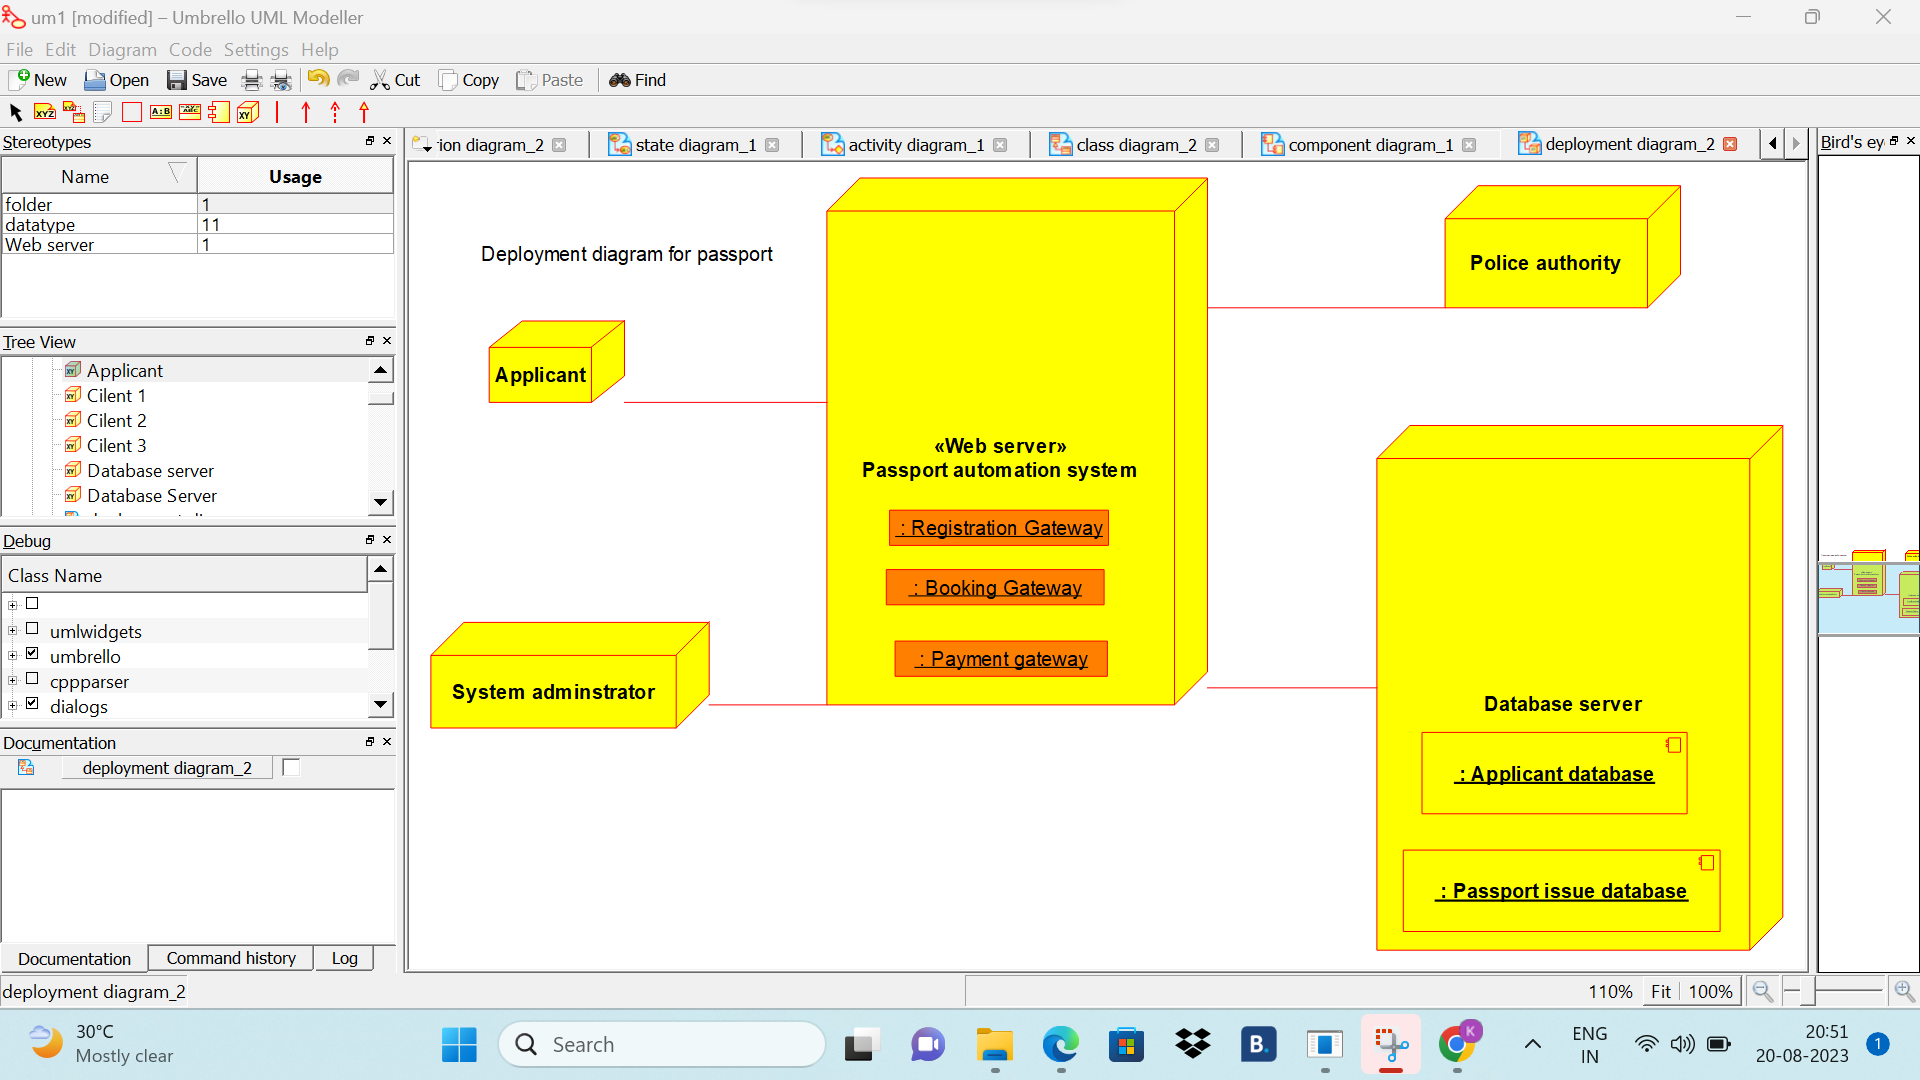 um1 [modified] – Umbrello UML Modeller
File Edit Diagram Code Settings Help
New Open Save Cut Copy Paste Find
XYZ XYZ A:B ABC XY
Stereotypes
Name Usage
folder 1
datatype 11
Web server 1
Tree View
Applicant
Cilent 1
Cilent 2
Cilent 3
Database server
Database Server
Debug
Class Name
umlwidgets
umbrello
cppparser
dialogs
Documentation
deployment diagram_2
Documentation Command history Log
ion diagram_2 state diagram_1 activity diagram_1 class diagram_2 component diagram_1 deployment diagram_2
Bird's ey
Deployment diagram for passport
Applicant
System adminstrator
«Web server»
Passport automation system
: Registration Gateway
: Booking Gateway
: Payment gateway
Police authority
Database server
: Applicant database
: Passport issue database
deployment diagram_2
110% Fit 100%
30°C
Mostly clear
Search
B.
K
ENG
IN
20:51
20-08-2023
1